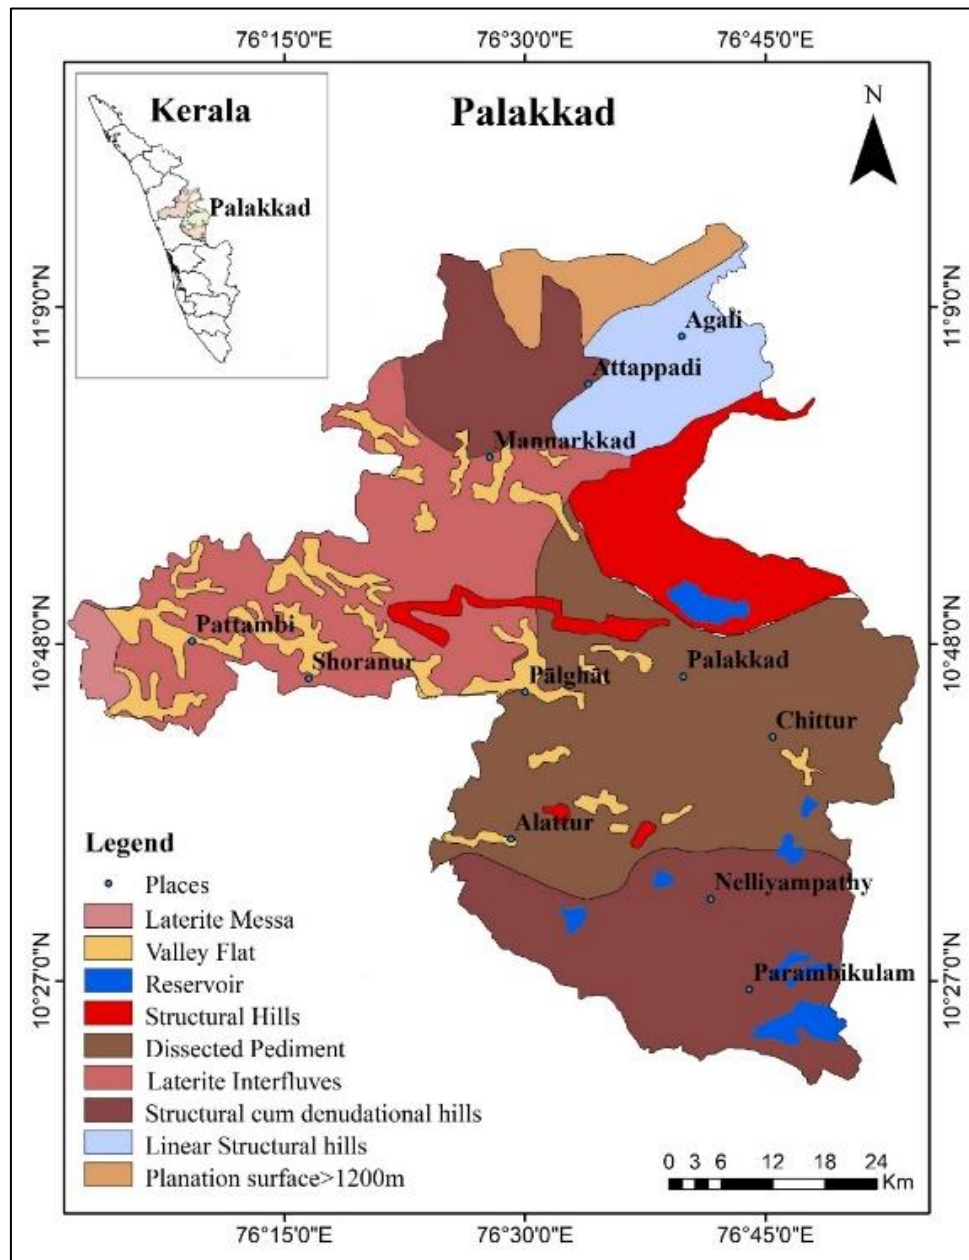 76°15'0"E 76°30'0"E 76°45'0"E
Kerala
Palakkad
Palakkad
N
11°9'0"N
11°9'0"N
Agali
Attappadi
Mannarkkad
10°48'0"N
10°48'0"N
Pattambi
Shoranur
Pālghāt
Palakkad
Chittur
Alattur
Nelliyampathy
Parambikulam
10°27'0"N
10°27'0"N
Legend
Places
Laterite Messa
Valley Flat
Reservoir
Structural Hills
Dissected Pediment
Laterite Interfluves
Structural cum denudational hills
Linear Structural hills
Planation surface>1200m
0 3 6 12 18 24
Km
76°15'0"E 76°30'0"E 76°45'0"E